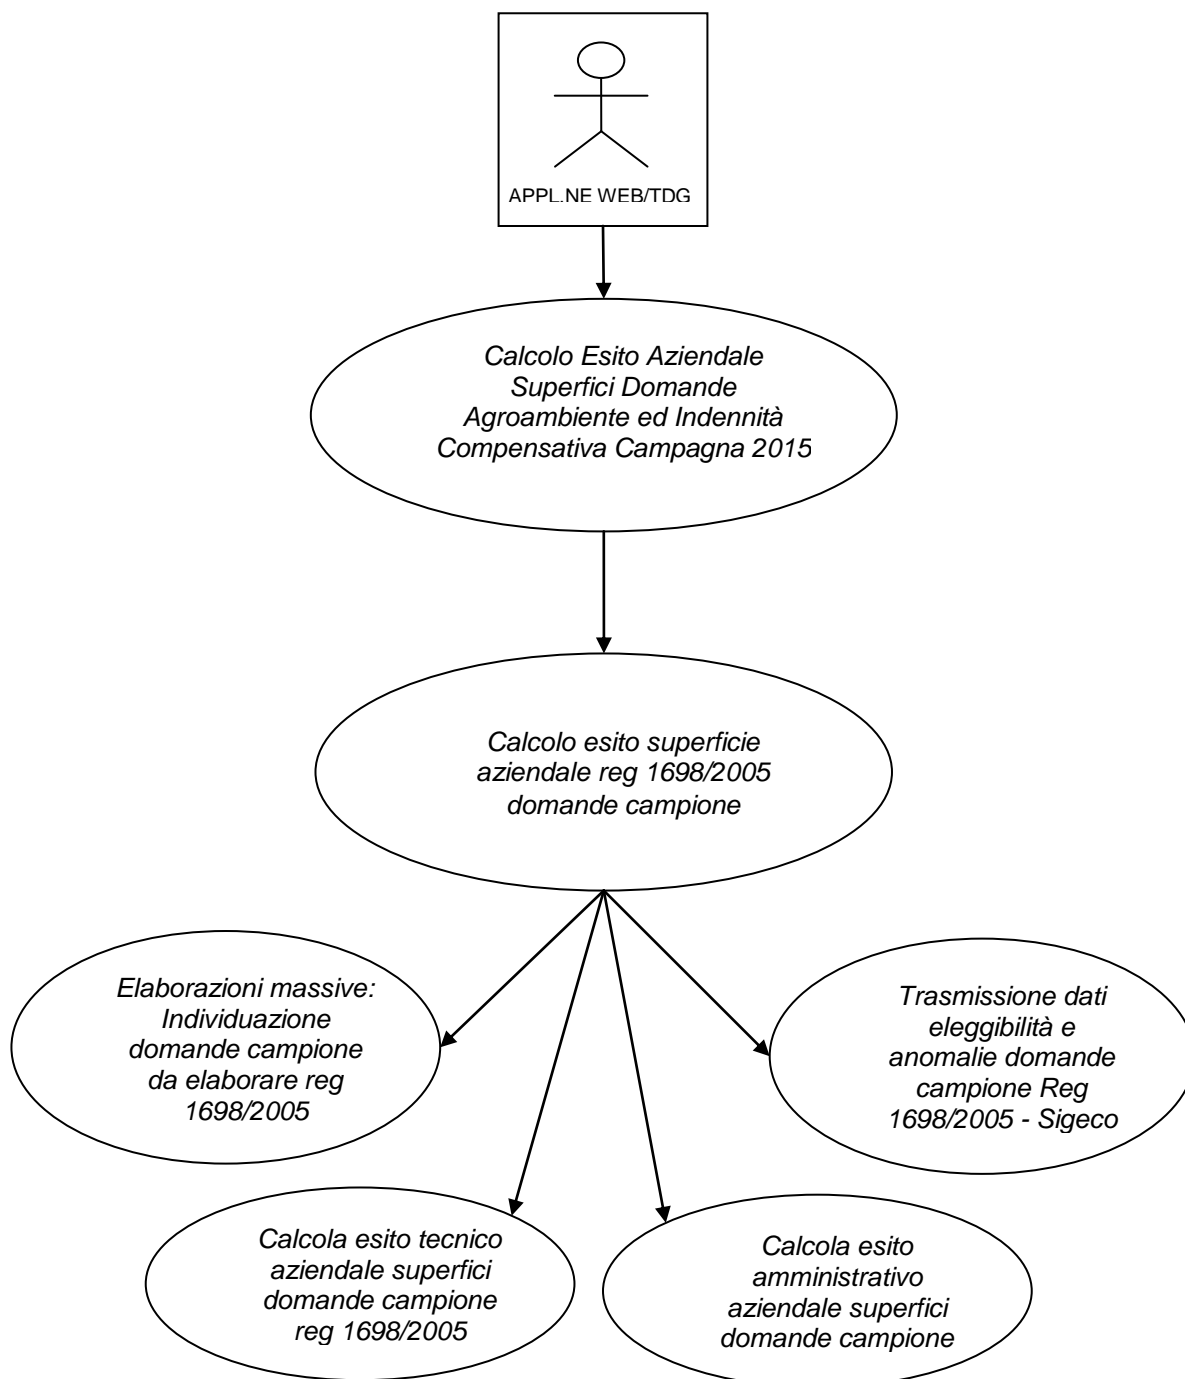 APPL.NE WEB/TDG
Calcolo Esito Aziendale
Superfici Domande
Agroambiente ed Indennità
Compensativa Campagna 2015
Calcolo esito superficie
aziendale reg 1698/2005
domande campione
Elaborazioni massive:
Individuazione
domande campione
da elaborare reg
1698/2005
Trasmissione dati
eleggibilità e
anomalie domande
campione Reg
1698/2005 - Sigeco
Calcola esito tecnico
aziendale superfici
domande campione
reg 1698/2005
Calcola esito
amministrativo
aziendale superfici
domande campione